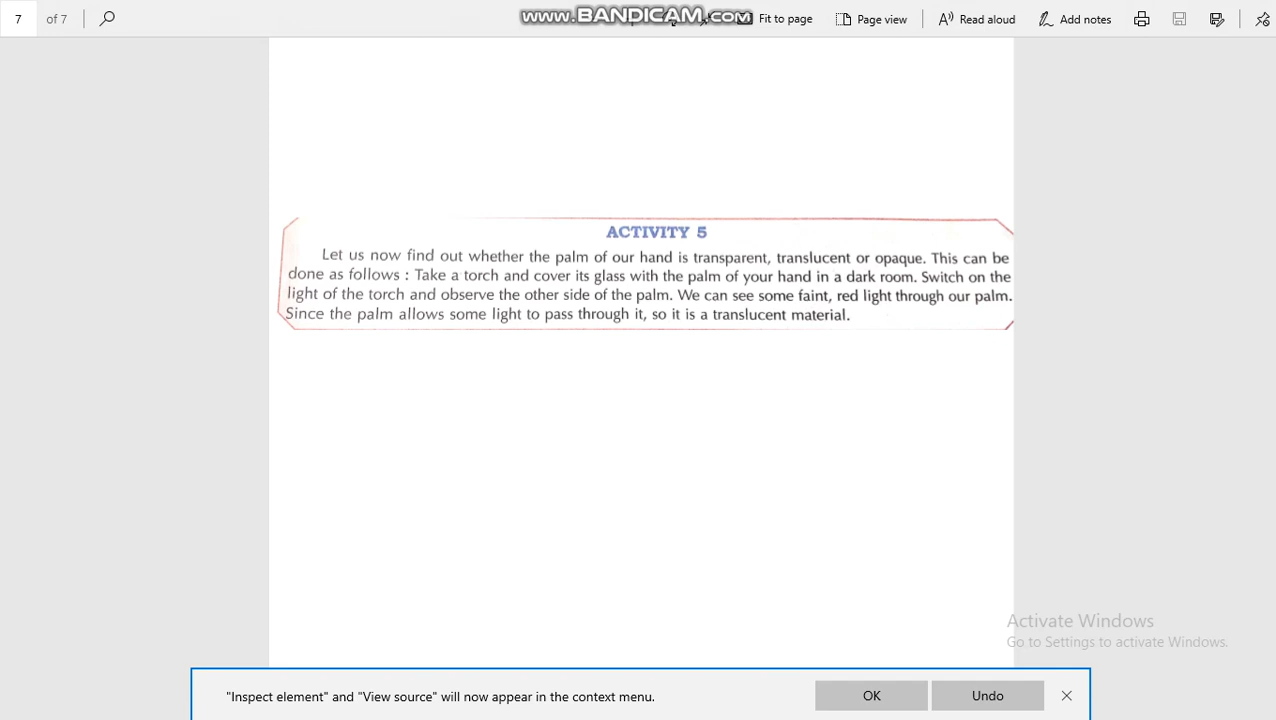 7 of 7 www.BANDICAM.com Fit to page Page view Read aloud Add notes
ACTIVITY 5
Let us now find out whether the palm of our hand is transparent, translucent or opaque. This can be
done as follows : Take a torch and cover its glass with the palm of your hand in a dark room. Switch on the
light of the torch and observe the other side of the palm. We can see some faint, red light through our palm.
Since the palm allows some light to pass through it, so it is a translucent material.
Activate Windows
Go to Settings to activate Windows.
"Inspect element" and "View source" will now appear in the context menu. OK Undo